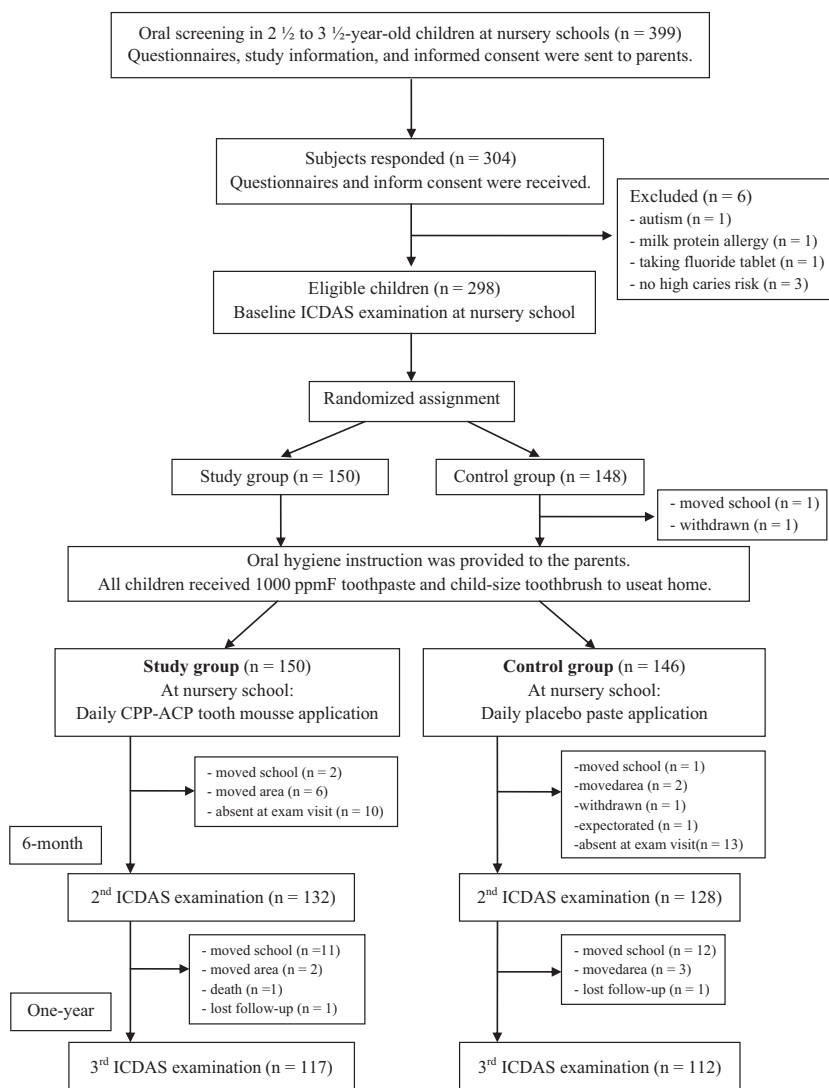 Oral screening in 2 ½ to 3 ½-year-old children at nursery schools (n = 399)
Questionnaires, study information, and informed consent were sent to parents.
Subjects responded (n = 304)
Questionnaires and inform consent were received.
Excluded (n = 6)
- autism (n = 1)
- milk protein allergy (n = 1)
- taking fluoride tablet (n = 1)
- no high caries risk (n = 3)
Eligible children (n = 298)
Baseline ICDAS examination at nursery school
Randomized assignment
Study group (n = 150)
Control group (n = 148)
- moved school (n = 1)
- withdrawn (n = 1)
Oral hygiene instruction was provided to the parents.
All children received 1000 ppmF toothpaste and child-size toothbrush to useat home.
Study group (n = 150)
At nursery school:
Daily CPP-ACP tooth mousse application
Control group (n = 146)
At nursery school:
Daily placebo paste application
- moved school (n = 2)
- moved area (n = 6)
- absent at exam visit (n = 10)
-moved school (n = 1)
-movedarea (n = 2)
-withdrawn (n = 1)
-expectorated (n = 1)
-absent at exam visit(n = 13)
6-month
2nd ICDAS examination (n = 132)
2nd ICDAS examination (n = 128)
- moved school (n =11)
- moved area (n = 2)
- death (n =1)
- lost follow-up (n = 1)
- moved school (n = 12)
- movedarea (n = 3)
- lost follow-up (n = 1)
One-year
3rd ICDAS examination (n = 117)
3rd ICDAS examination (n = 112)